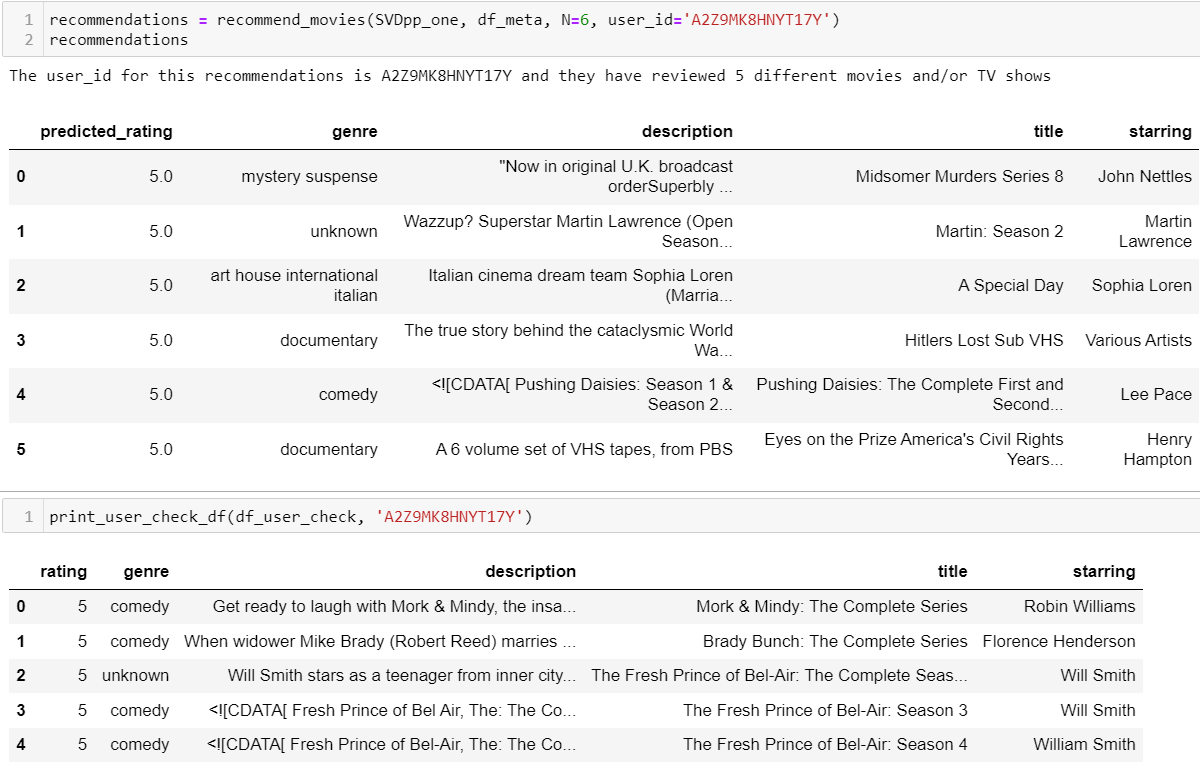 1 recommendations = recommend_movies(SVDpp_one, df_meta, N=6, user_id='A2Z9MK8HNYT17Y')
2 recommendations
The user_id for this recommendations is A2Z9MK8HNYT17Y and they have reviewed 5 different movies and/or TV shows
predicted_rating genre description title starring
0 5.0 mystery suspense "Now in original U.K. broadcast orderSuperbly ... Midsomer Murders Series 8 John Nettles
1 5.0 unknown Wazzup? Superstar Martin Lawrence (Open Season... Martin: Season 2 Martin Lawrence
2 5.0 art house international italian Italian cinema dream team Sophia Loren (Marria... A Special Day Sophia Loren
3 5.0 documentary The true story behind the cataclysmic World Wa... Hitlers Lost Sub VHS Various Artists
4 5.0 comedy <![CDATA[ Pushing Daisies: Season 1 & Season 2... Pushing Daisies: The Complete First and Second... Lee Pace
5 5.0 documentary A 6 volume set of VHS tapes, from PBS Eyes on the Prize America's Civil Rights Years... Henry Hampton
1 print_user_check_df(df_user_check, 'A2Z9MK8HNYT17Y')
rating genre description title starring
0 5 comedy Get ready to laugh with Mork & Mindy, the insa... Mork & Mindy: The Complete Series Robin Williams
1 5 comedy When widower Mike Brady (Robert Reed) marries ... Brady Bunch: The Complete Series Florence Henderson
2 5 unknown Will Smith stars as a teenager from inner city... The Fresh Prince of Bel-Air: The Complete Seas... Will Smith
3 5 comedy <![CDATA[ Fresh Prince of Bel Air, The: The Co... The Fresh Prince of Bel-Air: Season 3 Will Smith
4 5 comedy <![CDATA[ Fresh Prince of Bel-Air, The: The Co... The Fresh Prince of Bel-Air: Season 4 William Smith